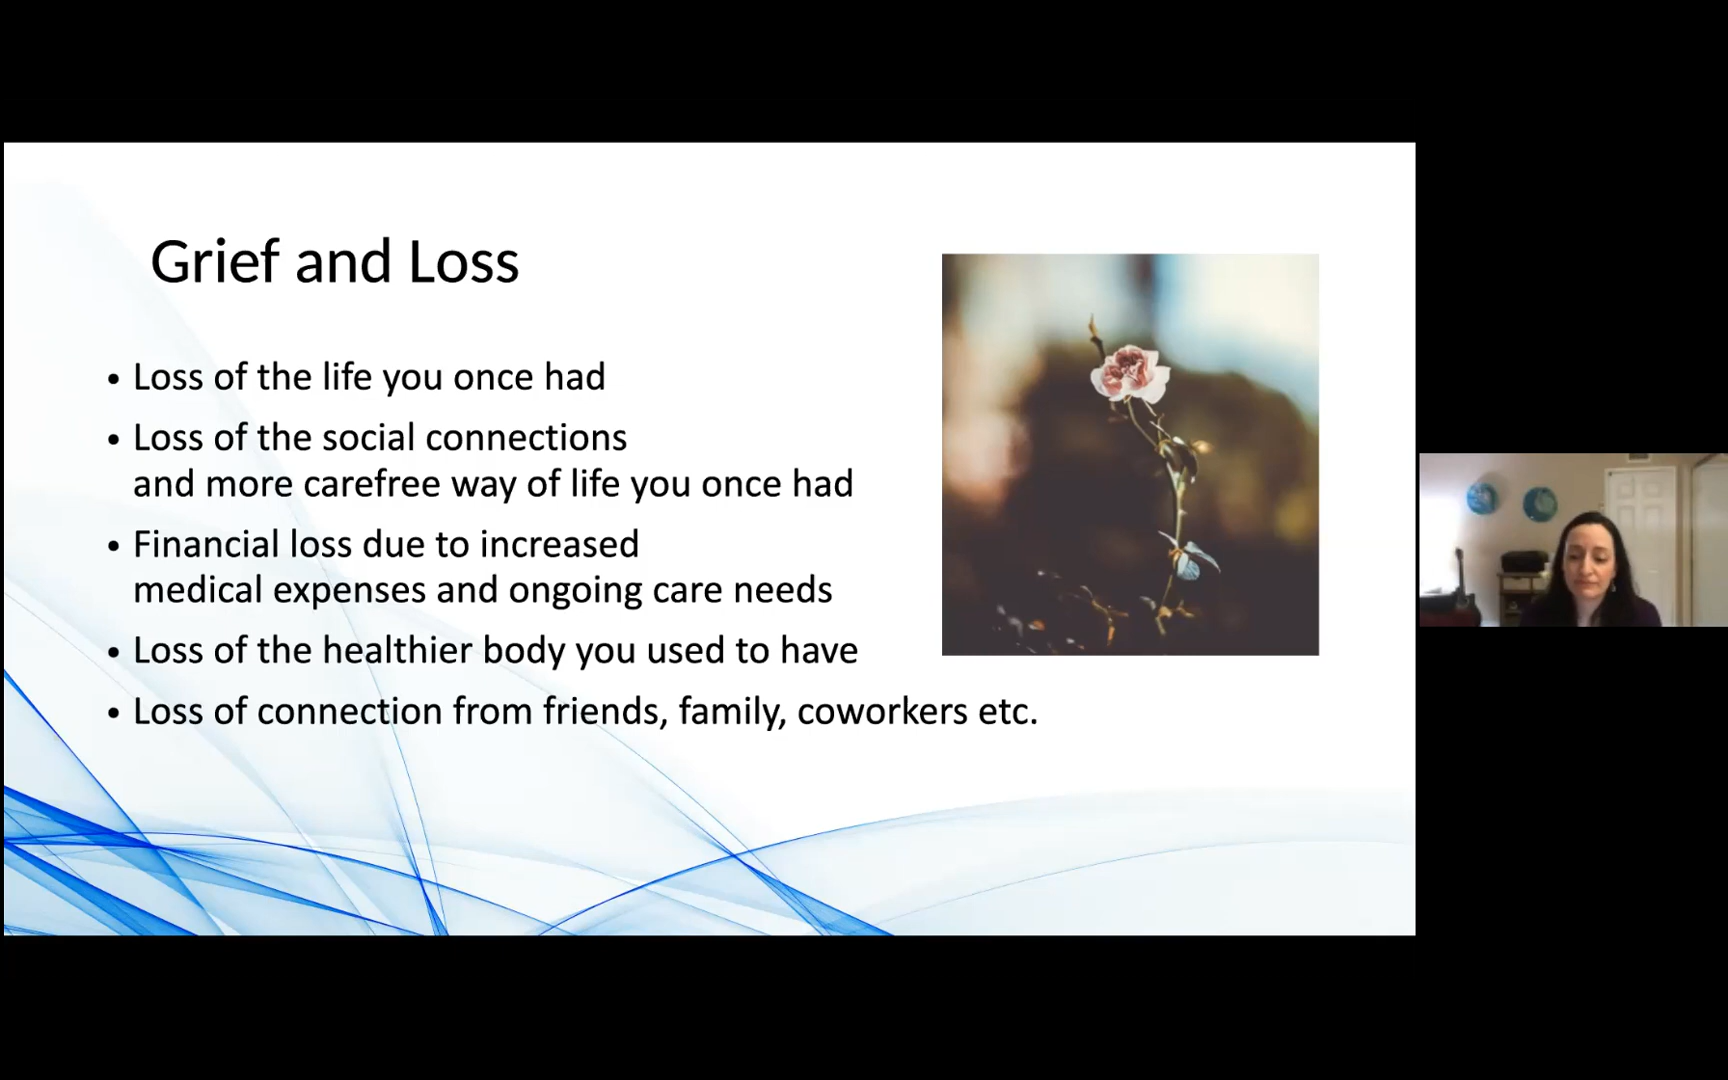 Grief and Loss
• Loss of the life you once had
• Loss of the social connections
and more carefree way of life you once had
• Financial loss due to increased
medical expenses and ongoing care needs
• Loss of the healthier body you used to have
• Loss of connection from friends, family, coworkers etc.